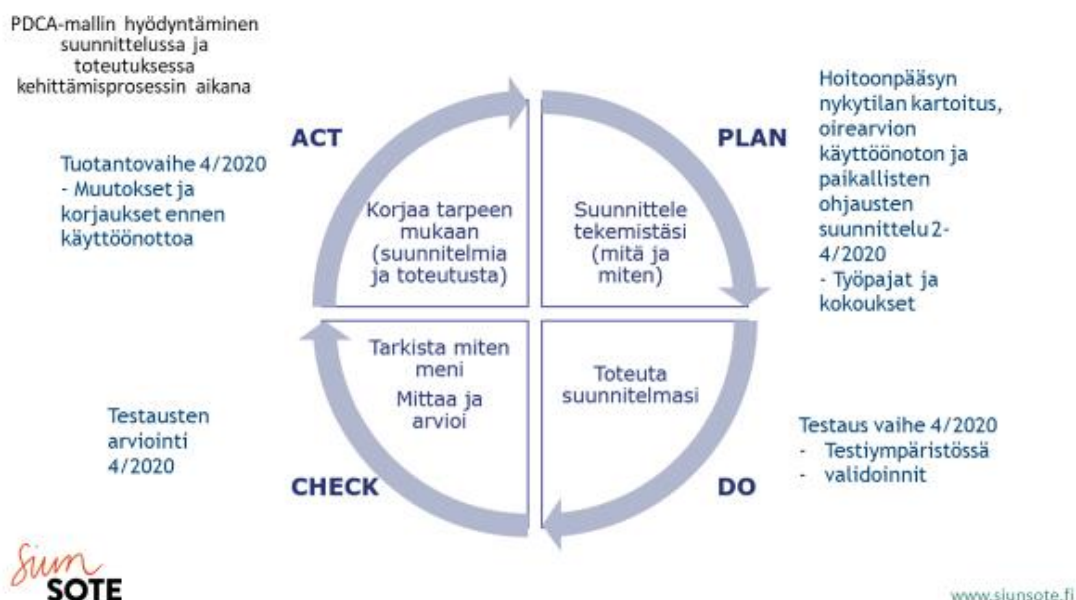 PDCA-mallin hyödyntäminen
suunnittelussa ja
toteutuksessa
kehittämisprosessin aikana
ACT
Tuotantovaihe 4/2020
- Muutokset ja
korjaukset ennen
käyttöönottoa
Korjaa tarpeen
mukaan
(suunnitelmia
ja toteutusta)
Suunnittele
tekemistäsi
(mitä ja
miten)
PLAN
Hoitoonpääsyn
nykytilan kartoitus,
oirearvion
käyttöönoton ja
paikallisten
ohjausten
suunnittelu 2-
4/2020
- Työpajat ja
kokoukset
Tarkista miten
meni
Mittaa ja
arvioi
Toteuta
suunnitelmasi
Testausten
arviointi
4/2020
CHECK
DO
Testaus vaihe 4/2020
- Testiympäristössä
- validoinnit
Siun
SOTE
www.siunsote.fi